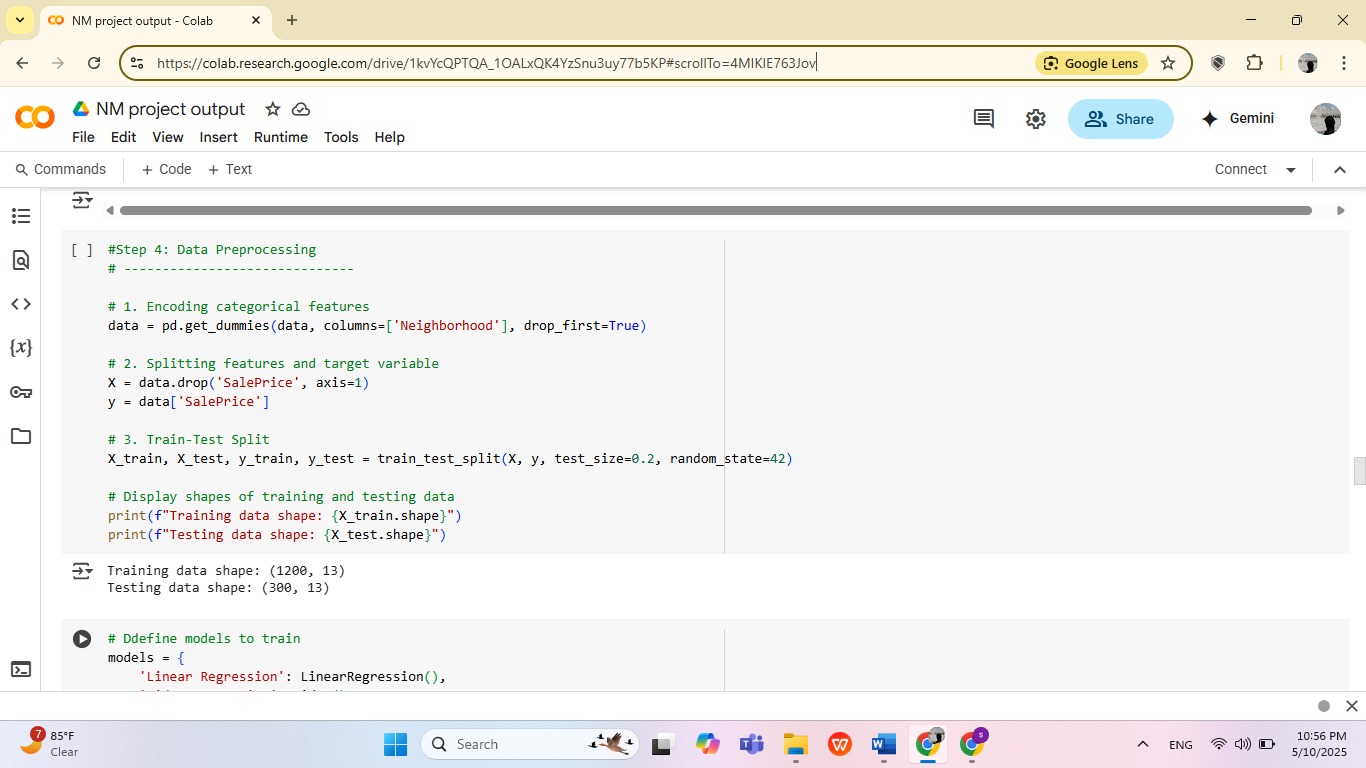 NM project output - Colab
https://colab.research.google.com/drive/1kvYcQPTQA_1OALxQK4YzSnu3uy77b5KP#scrollTo=4MIKlE763Jov
Google Lens
CO
NM project output
File Edit View Insert Runtime Tools Help
Share
Gemini
Commands + Code + Text
Connect
[ ] #Step 4: Data Preprocessing
# ------------------------------
# 1. Encoding categorical features
data = pd.get_dummies(data, columns=['Neighborhood'], drop_first=True)
# 2. Splitting features and target variable
X = data.drop('SalePrice', axis=1)
y = data['SalePrice']
# 3. Train-Test Split
X_train, X_test, y_train, y_test = train_test_split(X, y, test_size=0.2, random_state=42)
# Display shapes of training and testing data
print(f"Training data shape: {X_train.shape}")
print(f"Testing data shape: {X_test.shape}")
Training data shape: (1200, 13)
Testing data shape: (300, 13)
# Ddefine models to train
models = {
'Linear Regression': LinearRegression(),
7
85°F
Clear
Search
ENG
10:56 PM
5/10/2025